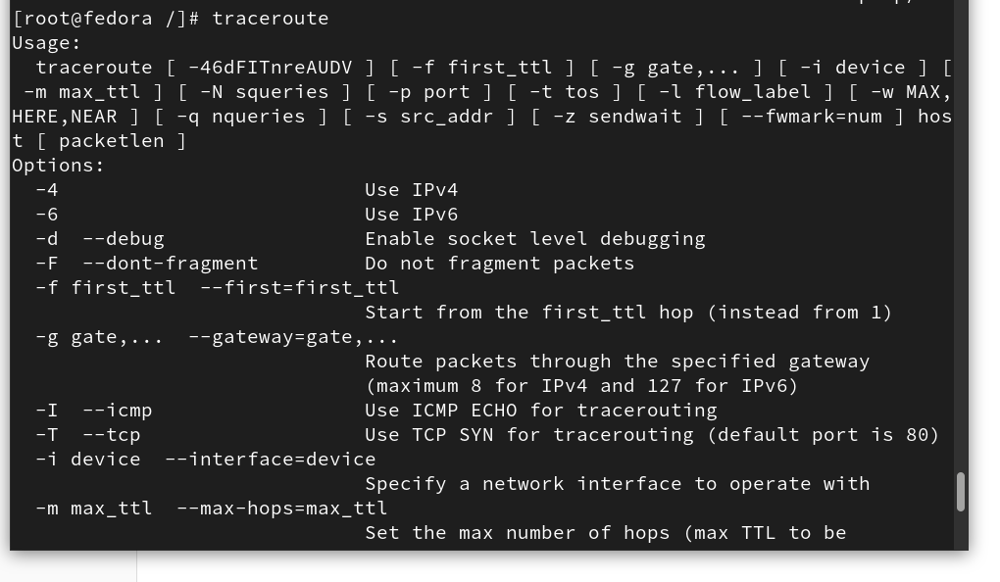 [root@fedora /]# traceroute
Usage:
  traceroute [ -46dFITnreAUDV ] [ -f first_ttl ] [ -g gate,... ] [ -i device ] [
 -m max_ttl ] [ -N squeries ] [ -p port ] [ -t tos ] [ -l flow_label ] [ -w MAX,
HERE,NEAR ] [ -q nqueries ] [ -s src_addr ] [ -z sendwait ] [ --fwmark=num ] hos
t [ packetlen ]
Options:
  -4                          Use IPv4
  -6                          Use IPv6
  -d  --debug                 Enable socket level debugging
  -F  --dont-fragment         Do not fragment packets
  -f first_ttl  --first=first_ttl
                              Start from the first_ttl hop (instead from 1)
  -g gate,...  --gateway=gate,...
                              Route packets through the specified gateway
                              (maximum 8 for IPv4 and 127 for IPv6)
  -I  --icmp                  Use ICMP ECHO for tracerouting
  -T  --tcp                   Use TCP SYN for tracerouting (default port is 80)
  -i device  --interface=device
                              Specify a network interface to operate with
  -m max_ttl  --max-hops=max_ttl
                              Set the max number of hops (max TTL to be